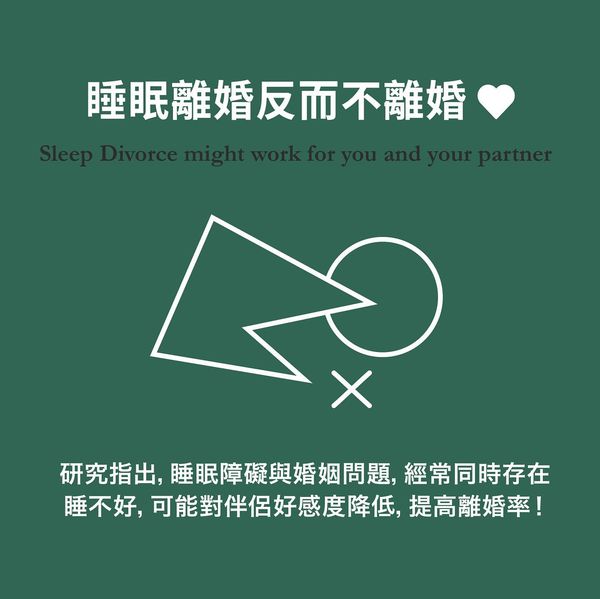 睡眠離婚反而不離婚
Sleep Divorce might work for you and your partner
研究指出, 睡眠障礙與婚姻問題, 經常同時存在
睡不好, 可能對伴侶好感度降低, 提高離婚率!